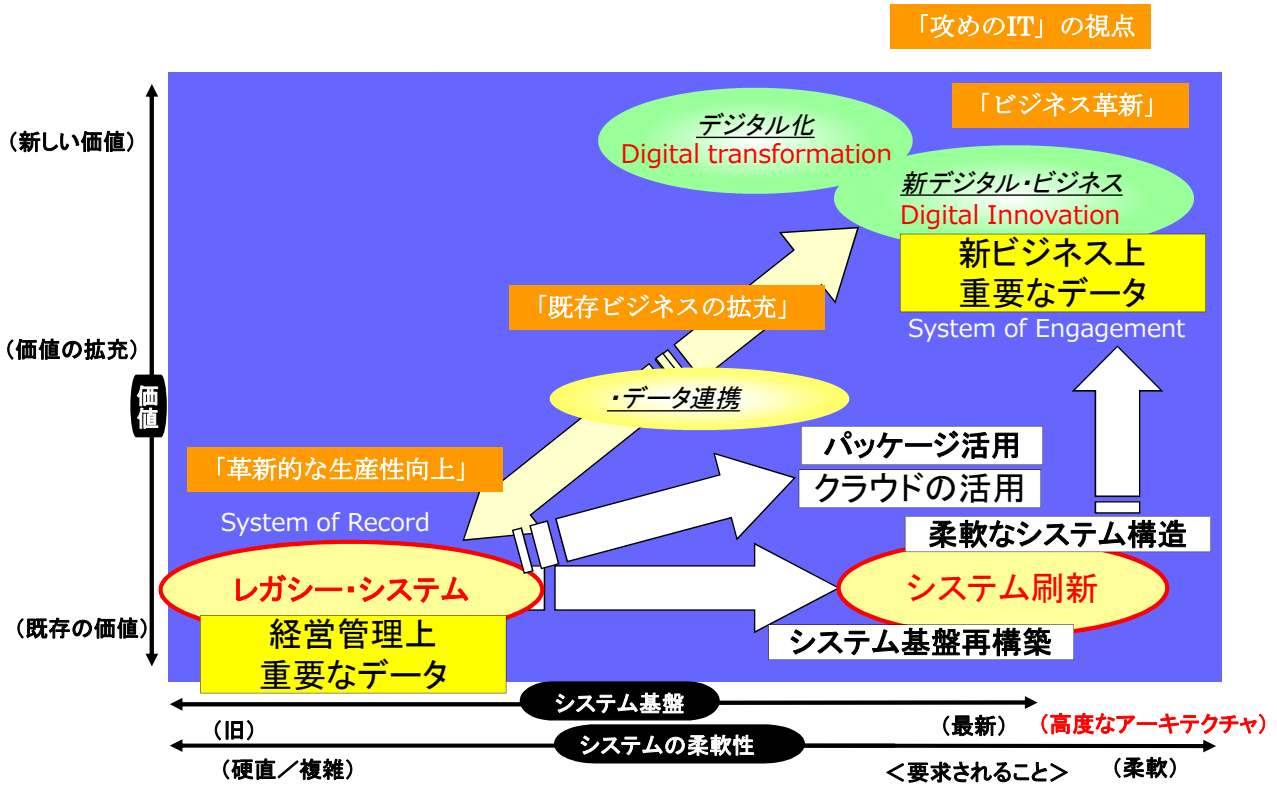 「攻めのIT」の視点
「ビジネス革新」
(新しい価値)
デジタル化
Digital transformation
新デジタル・ビジネス
Digital Innovation
新ビジネス上
重要なデータ
System of Engagement
「既存ビジネスの拡充」
(価値の拡充)
価値
・データ連携
パッケージ活用
クラウドの活用
「革新的な生産性向上」
System of Record
柔軟なシステム構造
レガシー・システム
システム刷新
(既存の価値)
経営管理上
重要なデータ
システム基盤再構築
システム基盤
(旧)
(最新)
(高度なアーキテクチャ)
システムの柔軟性
(硬直／複雑)
＜要求されること＞
(柔軟)